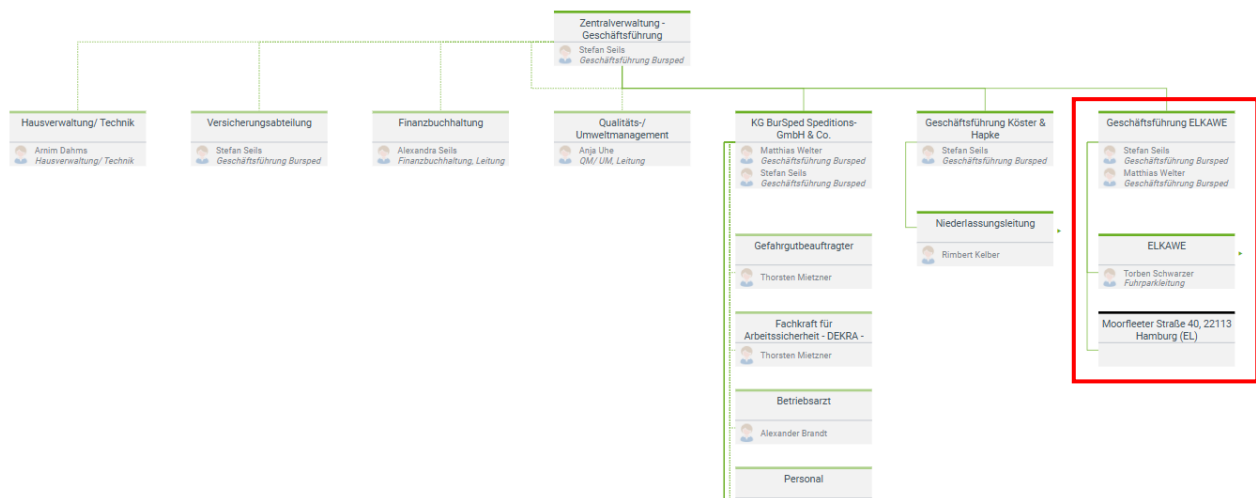 Zentralverwaltung -
Geschäftsführung
Stefan Seils
Geschäftsführung Bursped
Hausverwaltung/ Technik
Arnim Dahms
Hausverwaltung/ Technik
Versicherungsabteilung
Stefan Seils
Geschäftsführung Bursped
Finanzbuchhaltung
Alexandra Seils
Finanzbuchhaltung, Leitung
Qualitäts-/
Umweltmanagement
Anja Uhe
QM/ UM, Leitung
KG BurSped Speditions-
GmbH & Co.
Matthias Welter
Geschäftsführung Bursped
Stefan Seils
Geschäftsführung Bursped
Geschäftsführung Köster &
Hapke
Stefan Seils
Geschäftsführung Bursped
Geschäftsführung ELKAWE
Stefan Seils
Geschäftsführung Bursped
Matthias Welter
Geschäftsführung Bursped
Gefahrgutbeauftragter
Thorsten Mietzner
Niederlassungsleitung
Rimbert Kelber
ELKAWE
Torben Schwarzer
Fuhrparkleitung
Fachkraft für
Arbeitssicherheit - DEKRA -
Thorsten Mietzner
Moorfleeter Straße 40, 22113
Hamburg (EL)
Betriebsarzt
Alexander Brandt
Personal